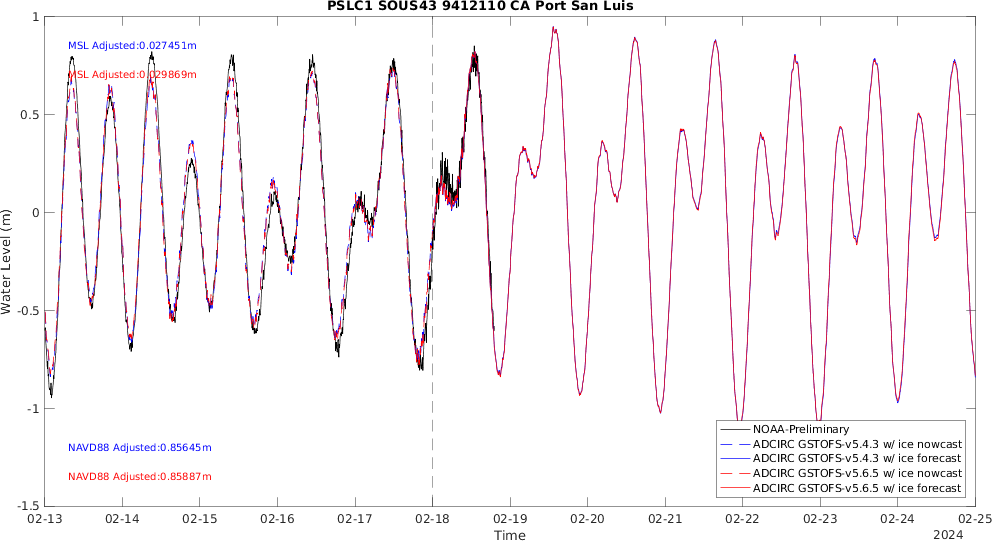 PSLC1 SOUS43 9412110 CA Port San Luis
MSL Adjusted:0.027451m
MSL Adjusted:0.029869m
NAVD88 Adjusted:0.85645m
NAVD88 Adjusted:0.85887m
Water Level (m)
1
0.5
0
-0.5
-1
-1.5
NOAA-Preliminary
ADCIRC GSTOFS-v5.4.3 w/ ice nowcast
ADCIRC GSTOFS-v5.4.3 w/ ice forecast
ADCIRC GSTOFS-v5.6.5 w/ ice nowcast
ADCIRC GSTOFS-v5.6.5 w/ ice forecast
02-13 02-14 02-15 02-16 02-17 02-18 02-19 02-20 02-21 02-22 02-23 02-24 02-25
Time
2024